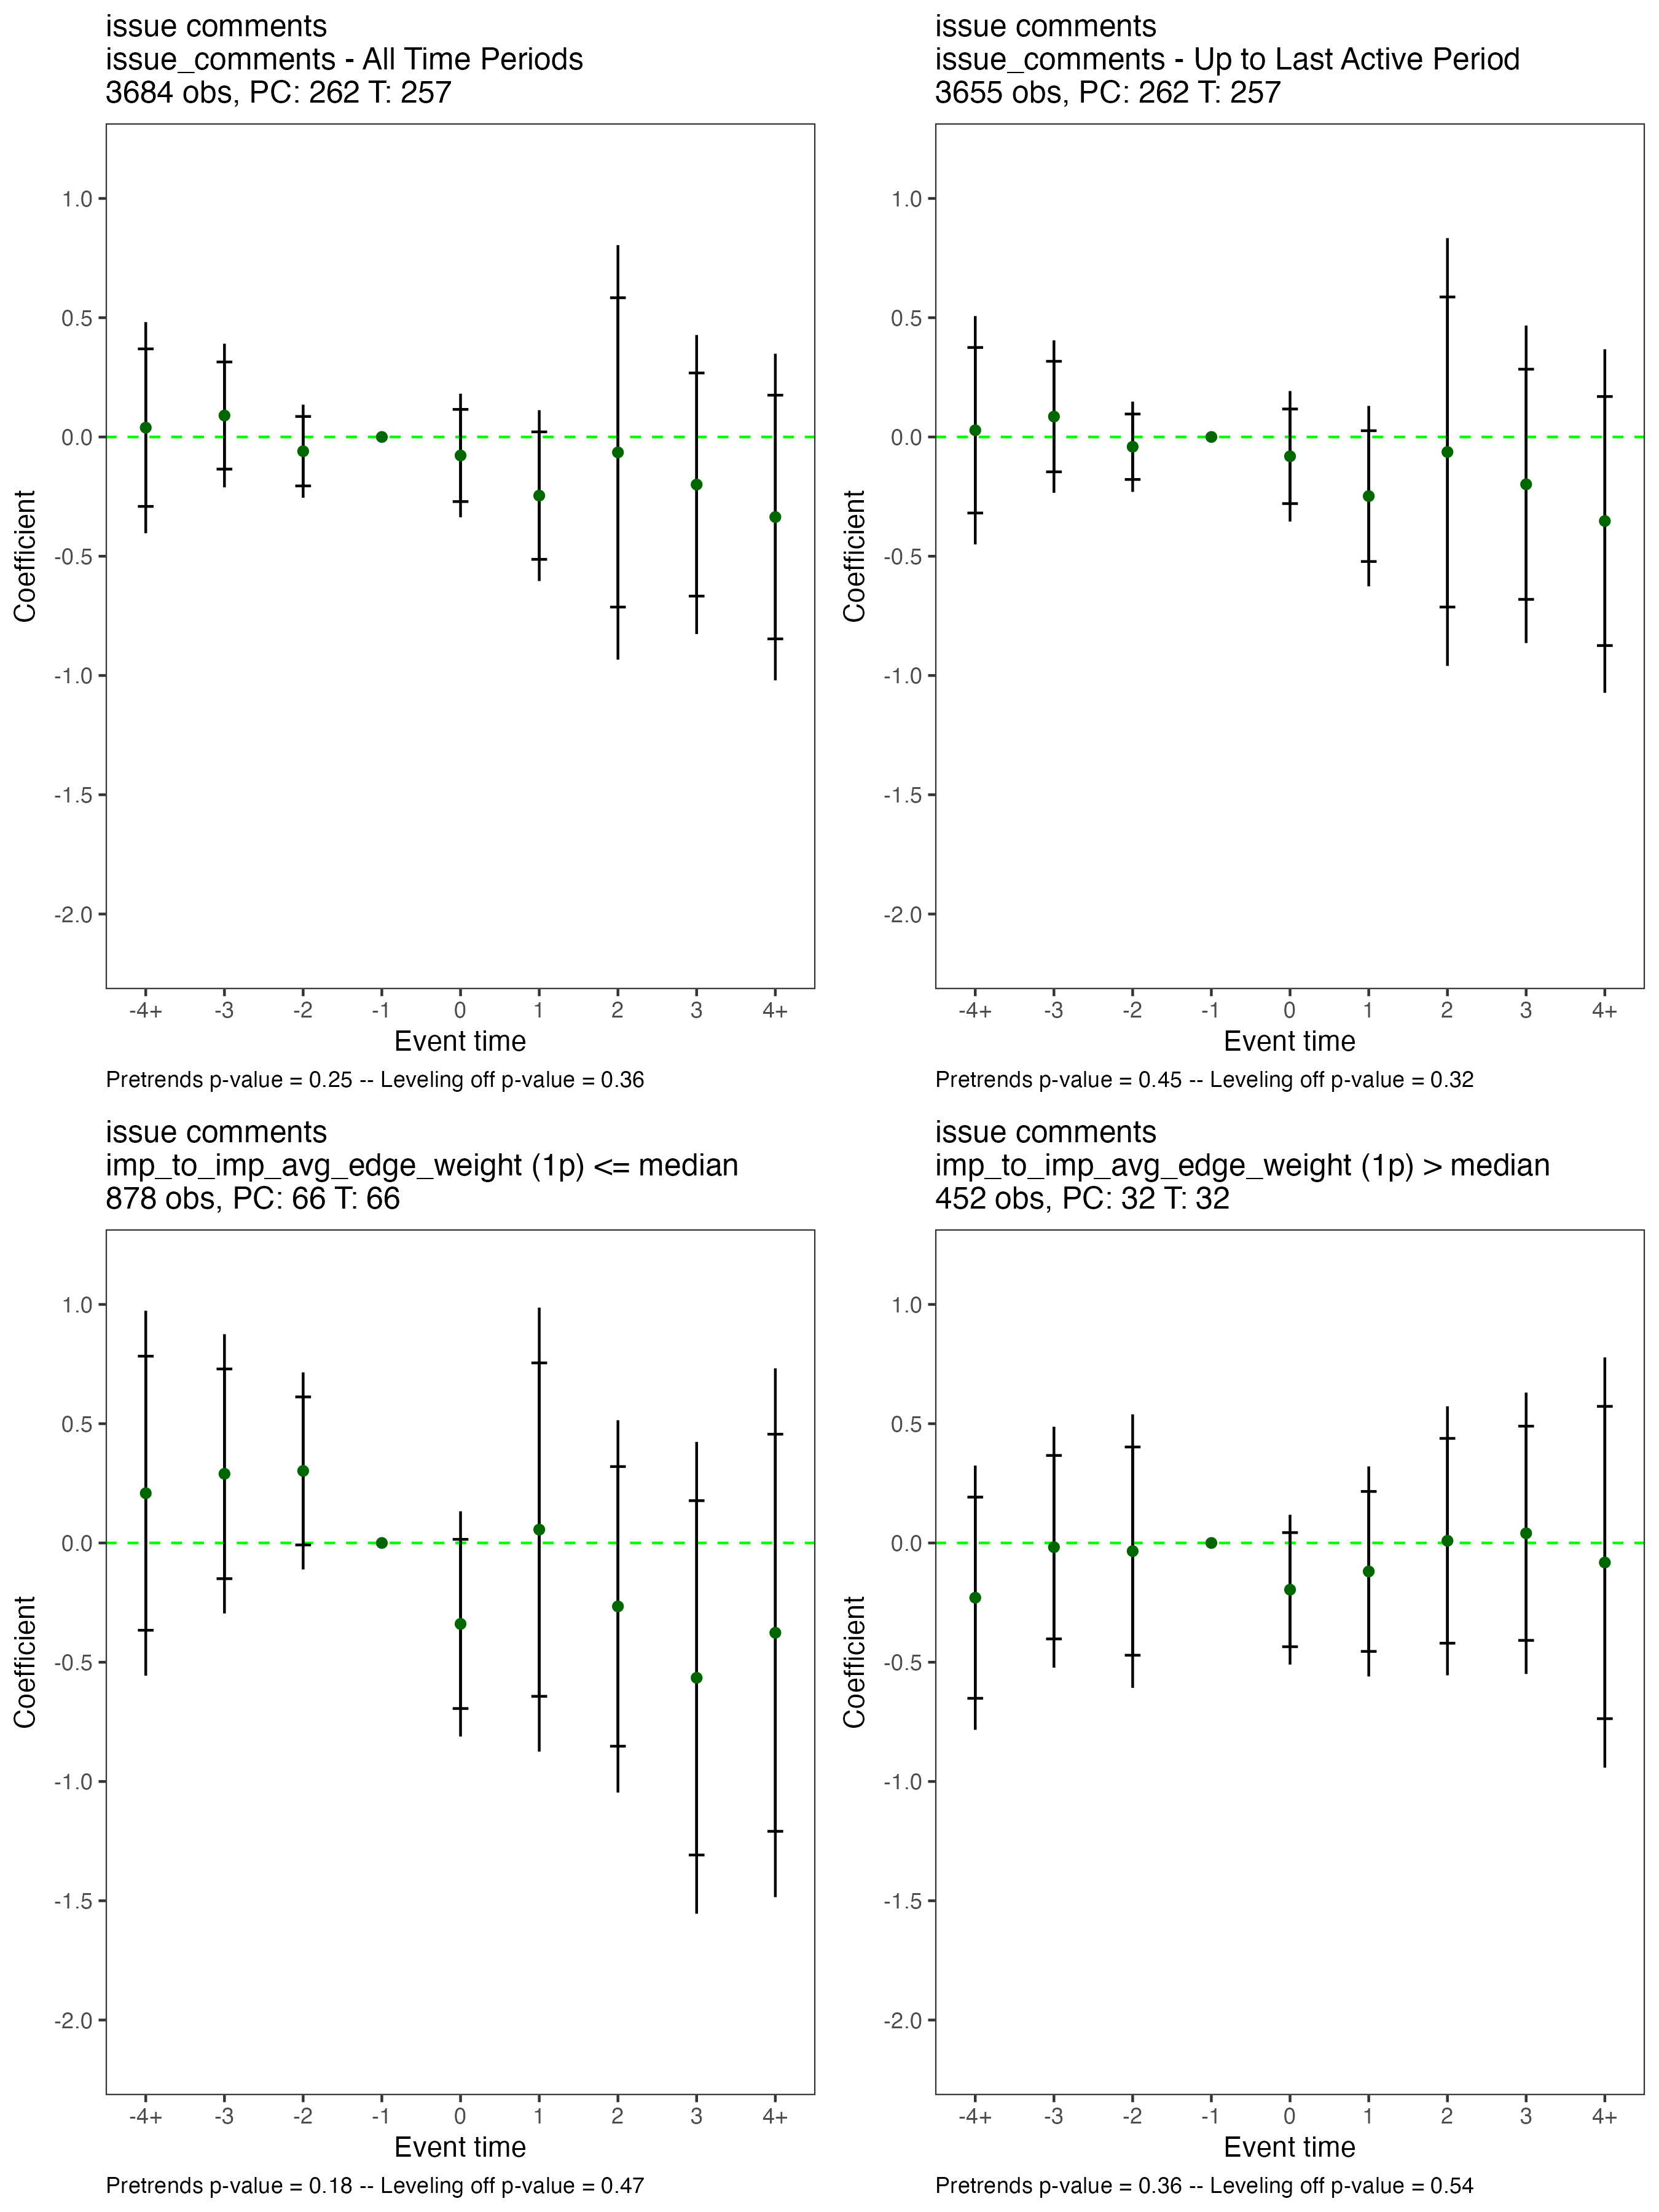 issue comments
issue_comments - All Time Periods
3684 obs, PC: 262 T: 257
1.0
0.5
0.0
-0.5
-1.0
-1.5
-2.0
Coefficient
-4+ -3 -2 -1 0 1 2 3 4+
Event time
Pretrends p-value = 0.25 -- Leveling off p-value = 0.36
issue comments
issue_comments - Up to Last Active Period
3655 obs, PC: 262 T: 257
1.0
0.5
0.0
-0.5
-1.0
-1.5
-2.0
Coefficient
-4+ -3 -2 -1 0 1 2 3 4+
Event time
Pretrends p-value = 0.45 -- Leveling off p-value = 0.32
issue comments
imp_to_imp_avg_edge_weight (1p) <= median
878 obs, PC: 66 T: 66
1.0
0.5
0.0
-0.5
-1.0
-1.5
-2.0
Coefficient
-4+ -3 -2 -1 0 1 2 3 4+
Event time
Pretrends p-value = 0.18 -- Leveling off p-value = 0.47
issue comments
imp_to_imp_avg_edge_weight (1p) > median
452 obs, PC: 32 T: 32
1.0
0.5
0.0
-0.5
-1.0
-1.5
-2.0
Coefficient
-4+ -3 -2 -1 0 1 2 3 4+
Event time
Pretrends p-value = 0.36 -- Leveling off p-value = 0.54